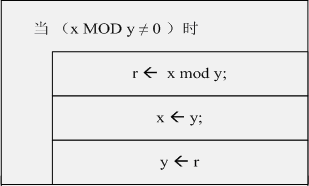 当 （x MOD y ≠ 0 ）时
r ← x mod y;
x ← y;
y ← r